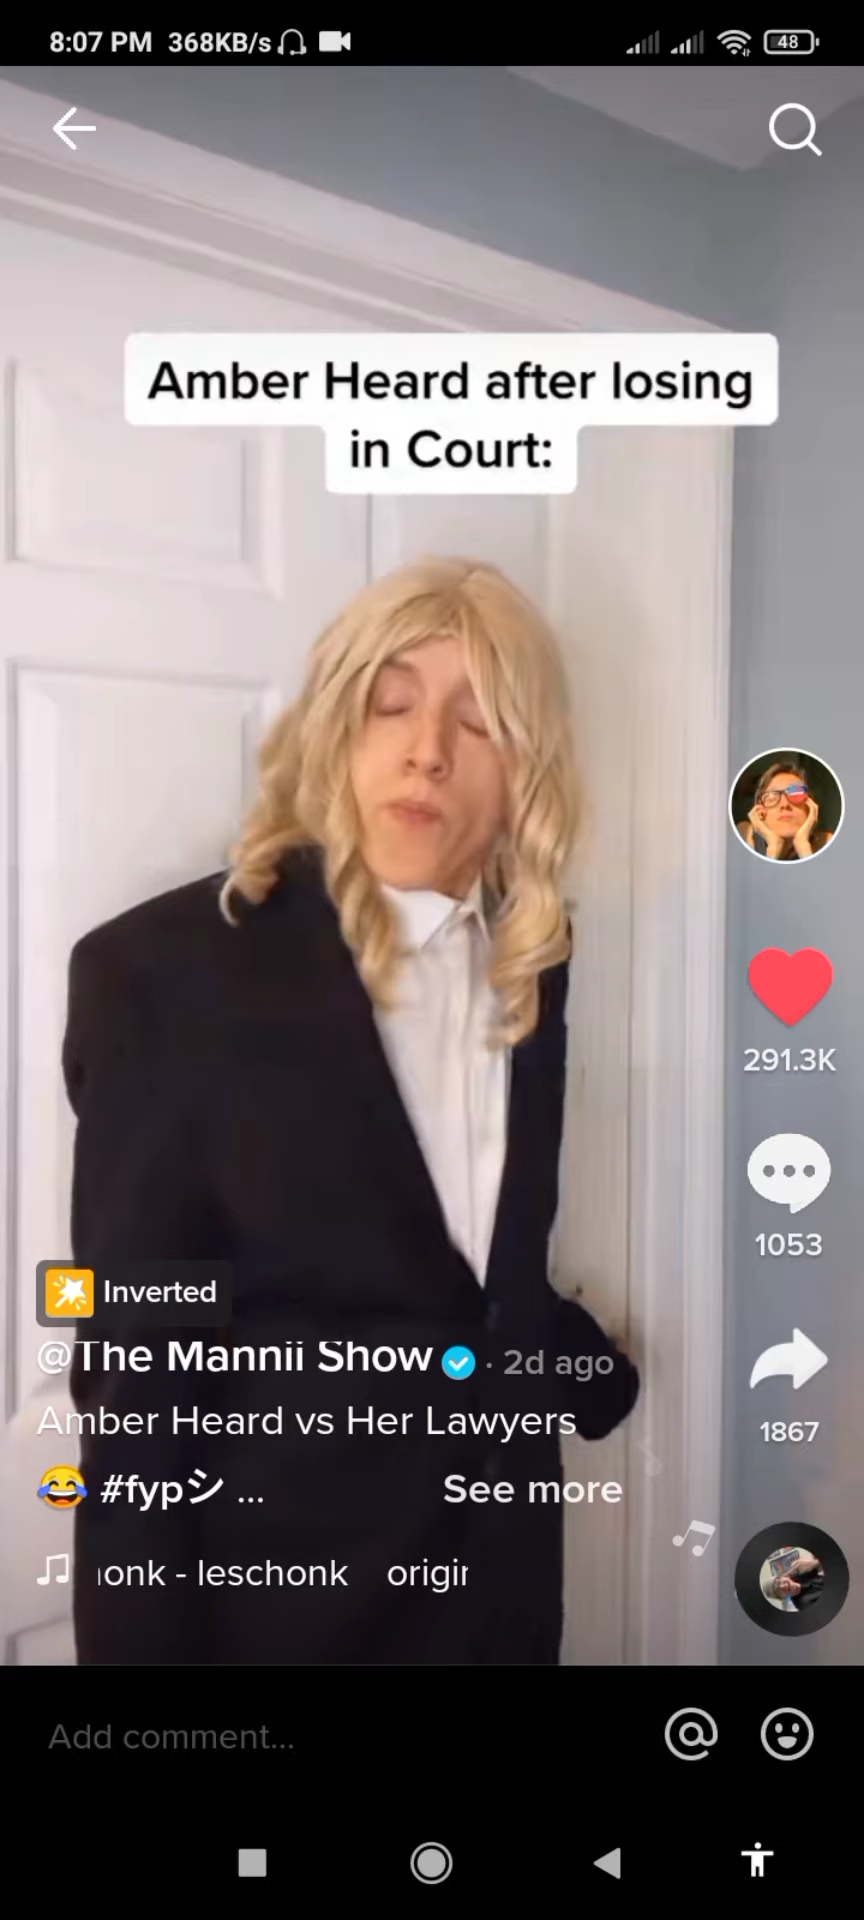 8:07 PM 368KB/s
48
Amber Heard after losing
in Court:
291.3K
1053
Inverted
@The Mannii Show · 2d ago
1867
Amber Heard vs Her Lawyers
😂 #fypシ ... See more
- leschonk
Add comment...